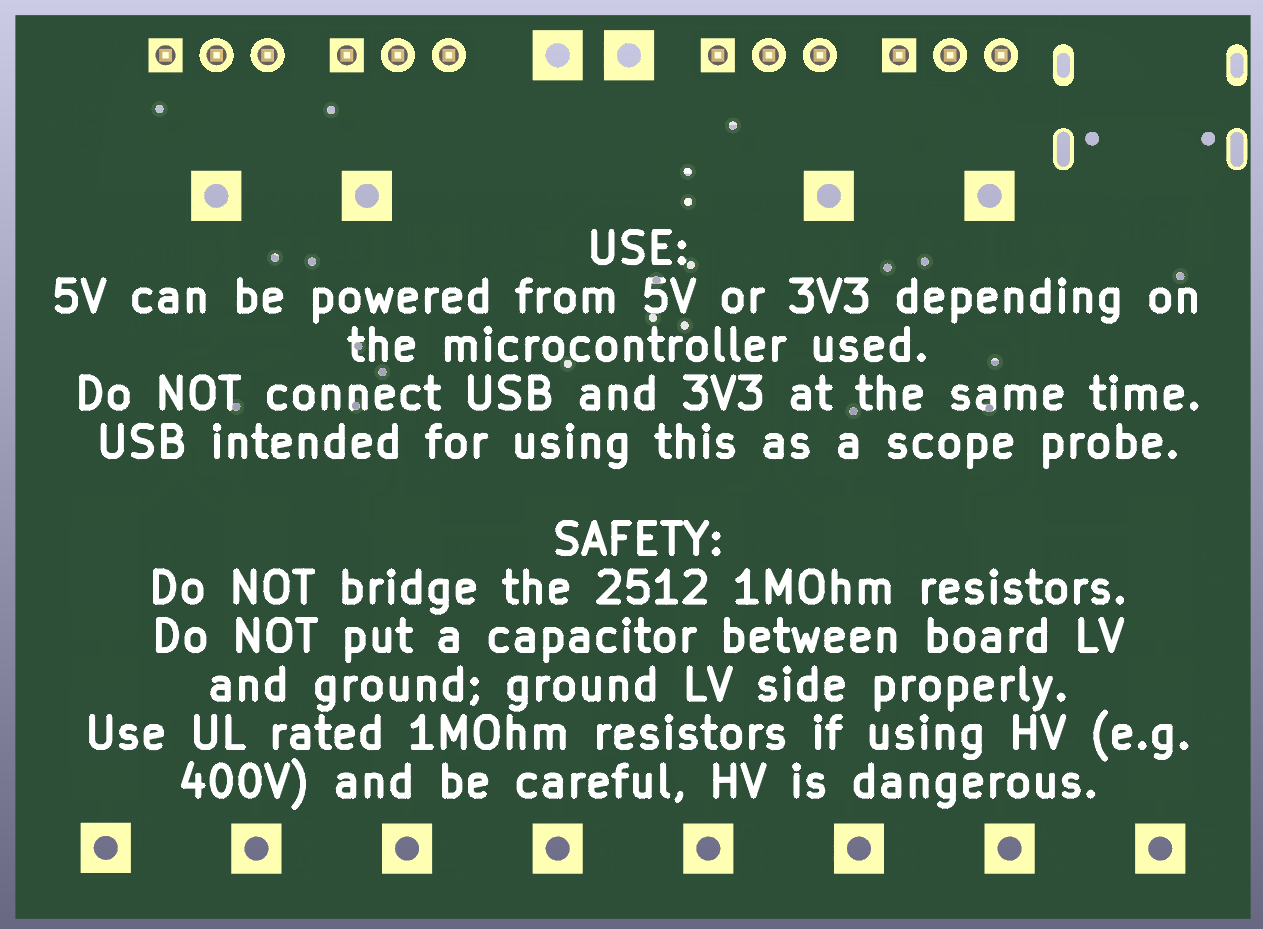 USE:
5V can be powered from 5V or 3V3 depending on
the microcontroller used.
Do NOT connect USB and 3V3 at the same time.
USB intended for using this as a scope probe.
SAFETY:
Do NOT bridge the 2512 1MOhm resistors.
Do NOT put a capacitor between board LV
and ground; ground LV side properly.
Use UL rated 1MOhm resistors if using HV (e.g.
400V) and be careful, HV is dangerous.